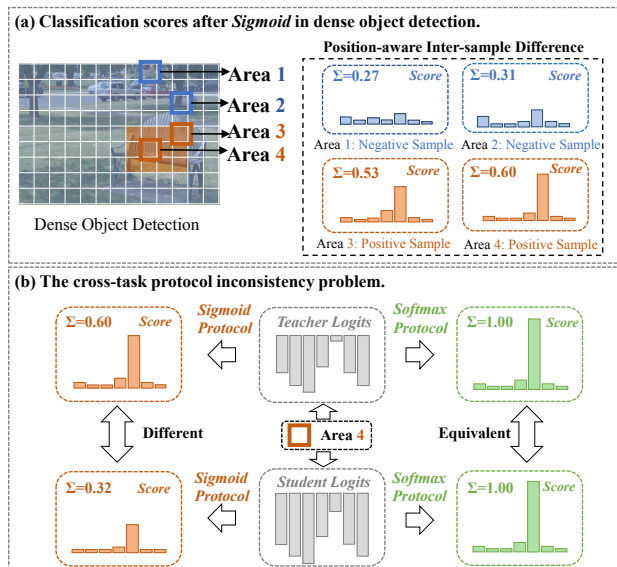 (a) Classification scores after Sigmoid in dense object detection.
Position-aware Inter-sample Difference
Area 1
Area 2
Area 3
Area 4
Dense Object Detection
Σ=0.27 Score
Area 1: Negative Sample
Σ=0.31 Score
Area 2: Negative Sample
Σ=0.53 Score
Area 3: Positive Sample
Σ=0.60 Score
Area 4: Positive Sample
(b) The cross-task protocol inconsistency problem.
Σ=0.60 Score
Sigmoid
Protocol
Teacher Logits
Softmax
Protocol
Σ=1.00 Score
Different
Area 4
Equivalent
Σ=0.32 Score
Sigmoid
Protocol
Student Logits
Softmax
Protocol
Σ=1.00 Score